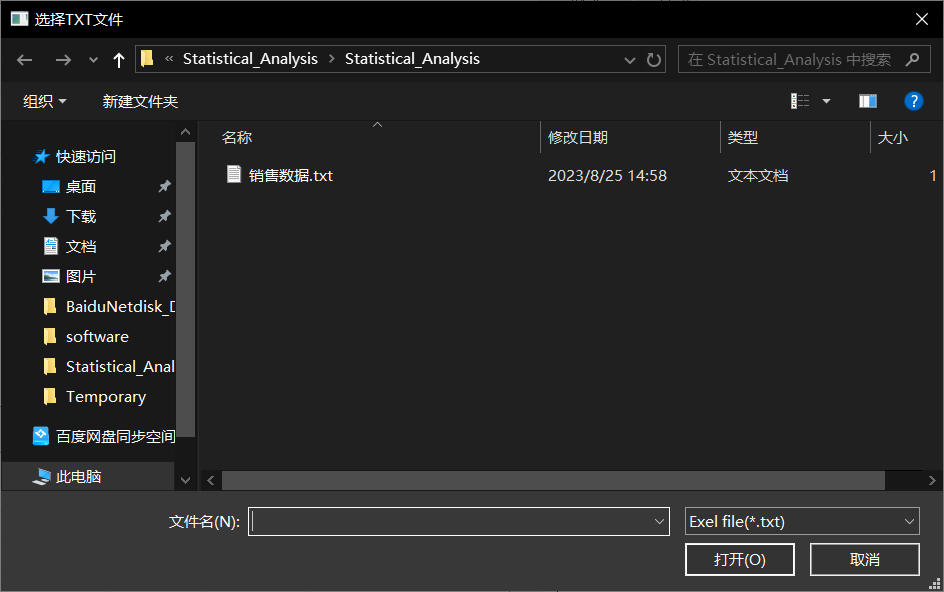 选择TXT文件
« Statistical_Analysis › Statistical_Analysis
在 Statistical_Analysis 中搜索
组织
新建文件夹
名称 修改日期 类型 大小
销售数据.txt 2023/8/25 14:58 文本文档 1
快速访问
桌面
下载
文档
图片
BaiduNetdisk_D
software
Statistical_Anal
Temporary
百度网盘同步空间
此电脑
文件名(N):
Exel file(*.txt)
打开(O)
取消